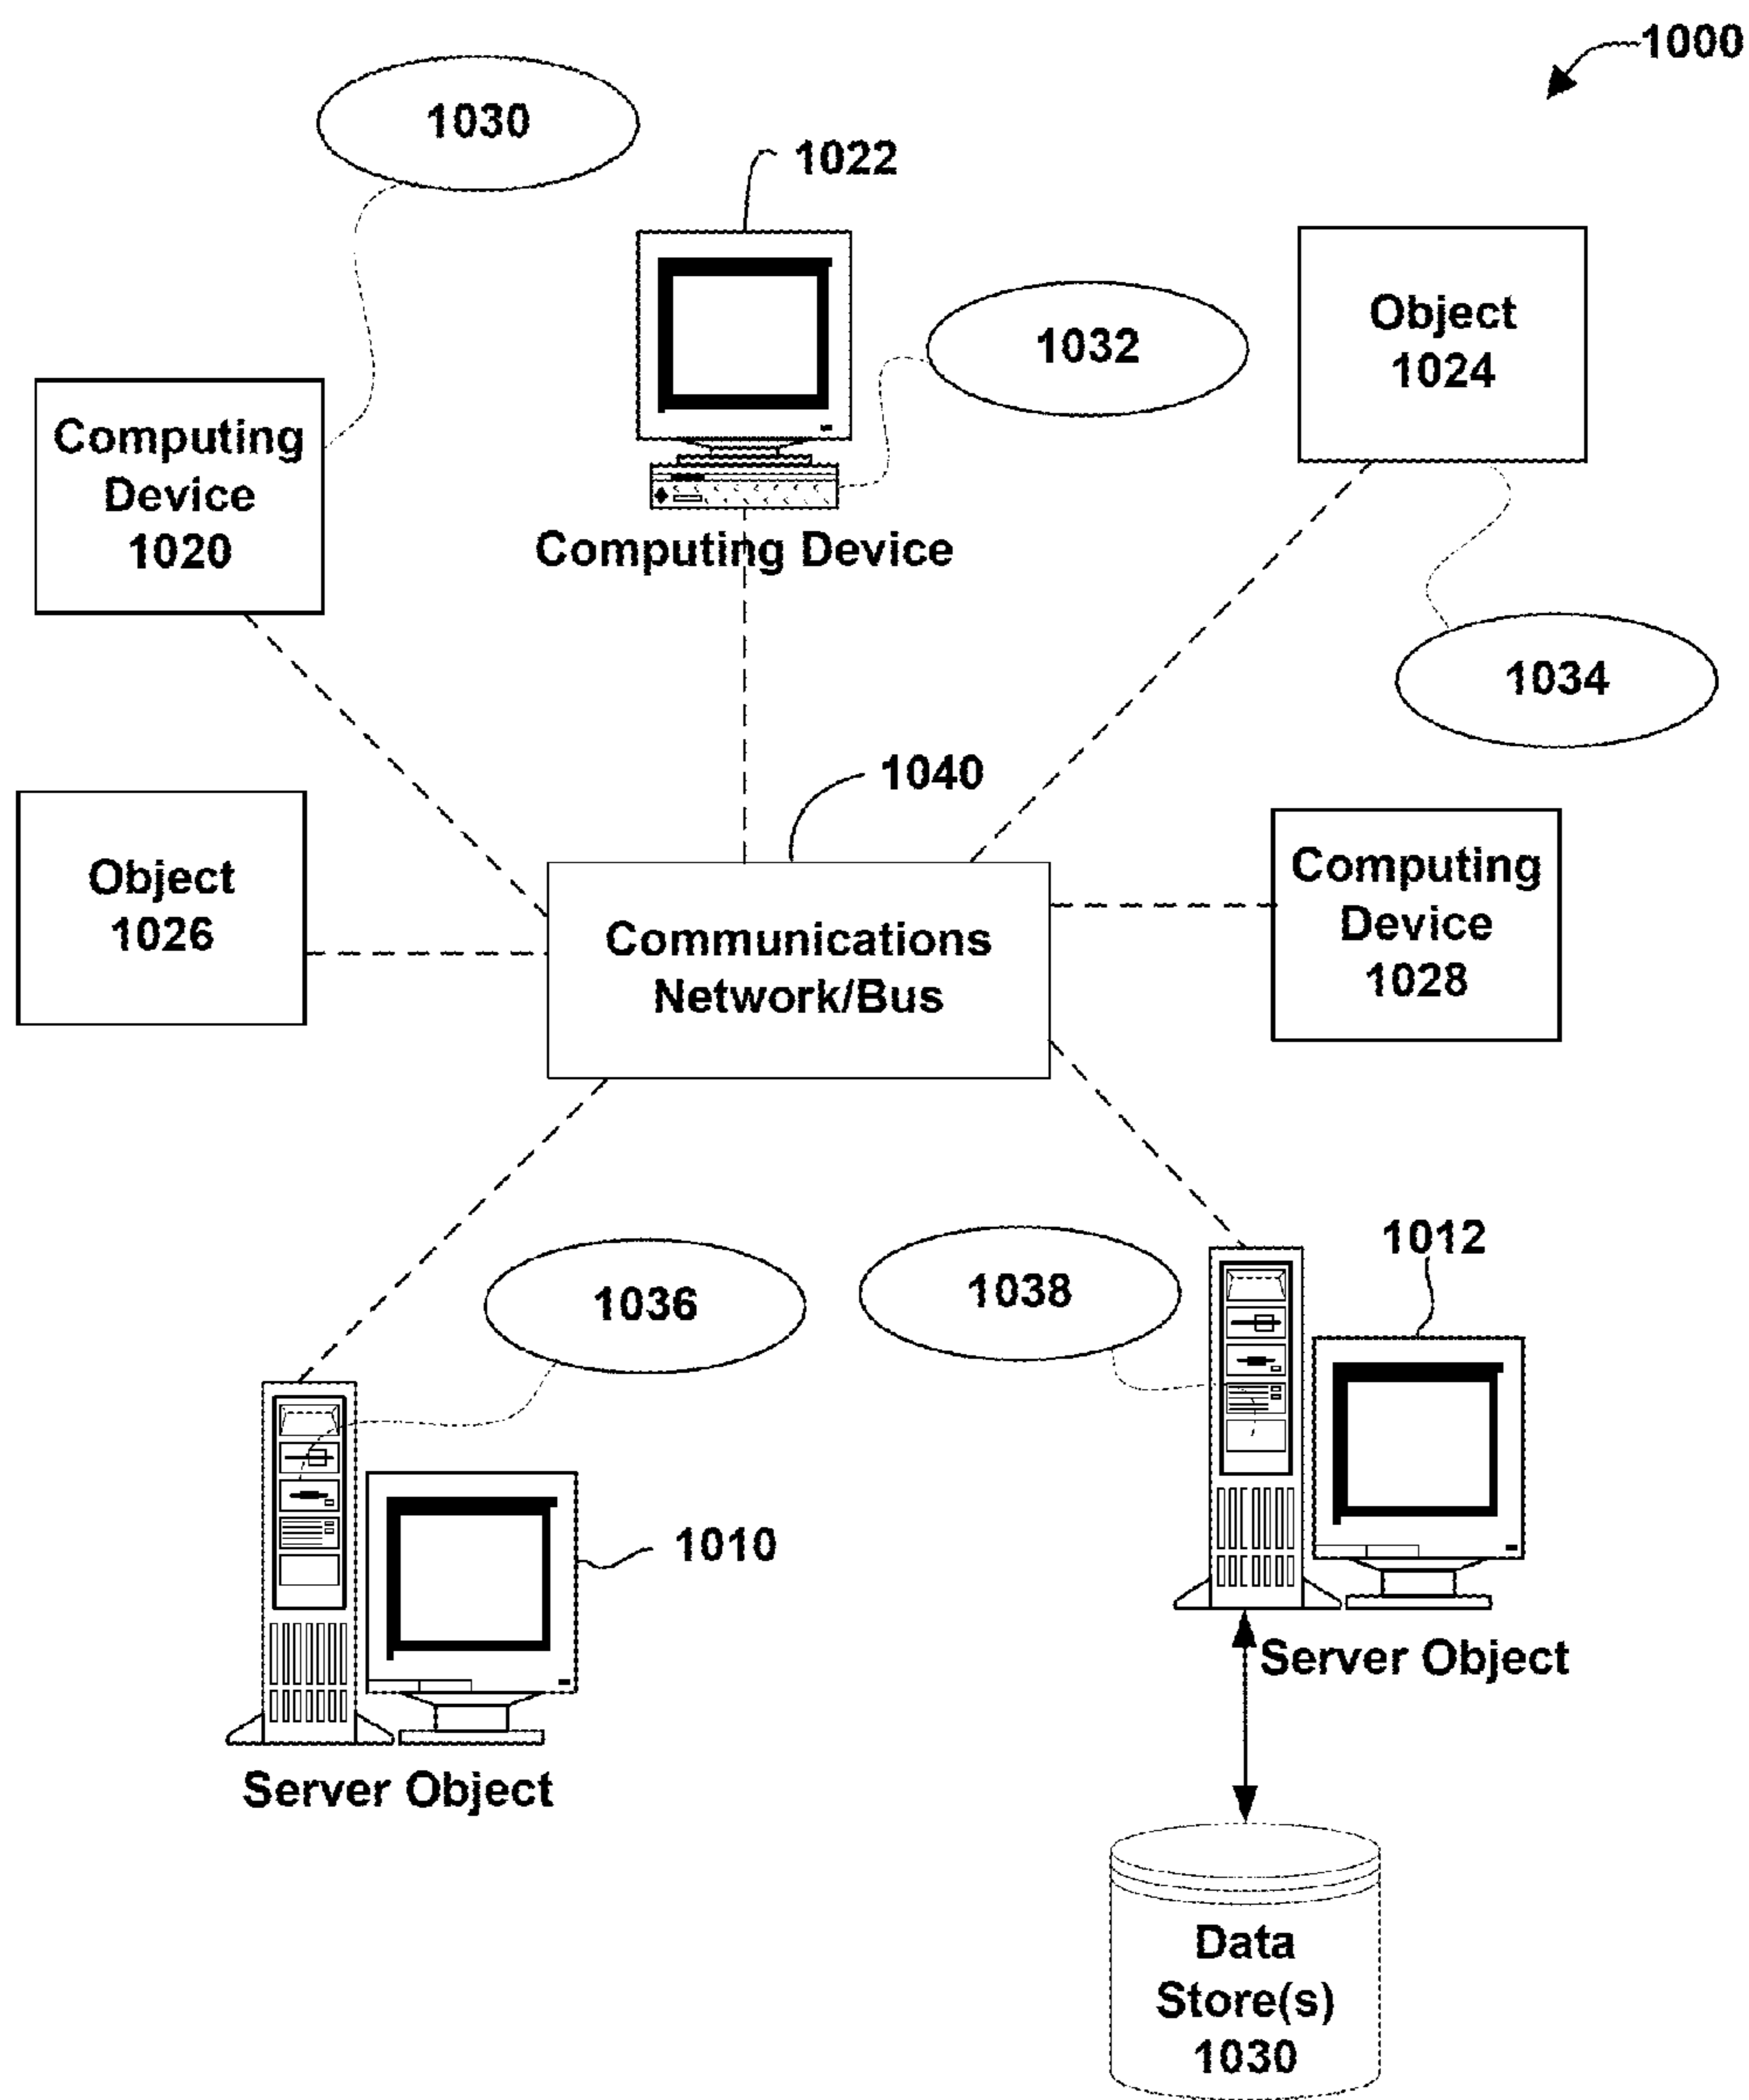 1000
1030
1022
1032
Object
1024
Computing
Device
1020
Computing Device
1034
1040
Object
1026
Computing
Device
1028
Communications
Network/Bus
1012
1036
1038
1010
Server Object
Server Object
Data
Store(s)
1030